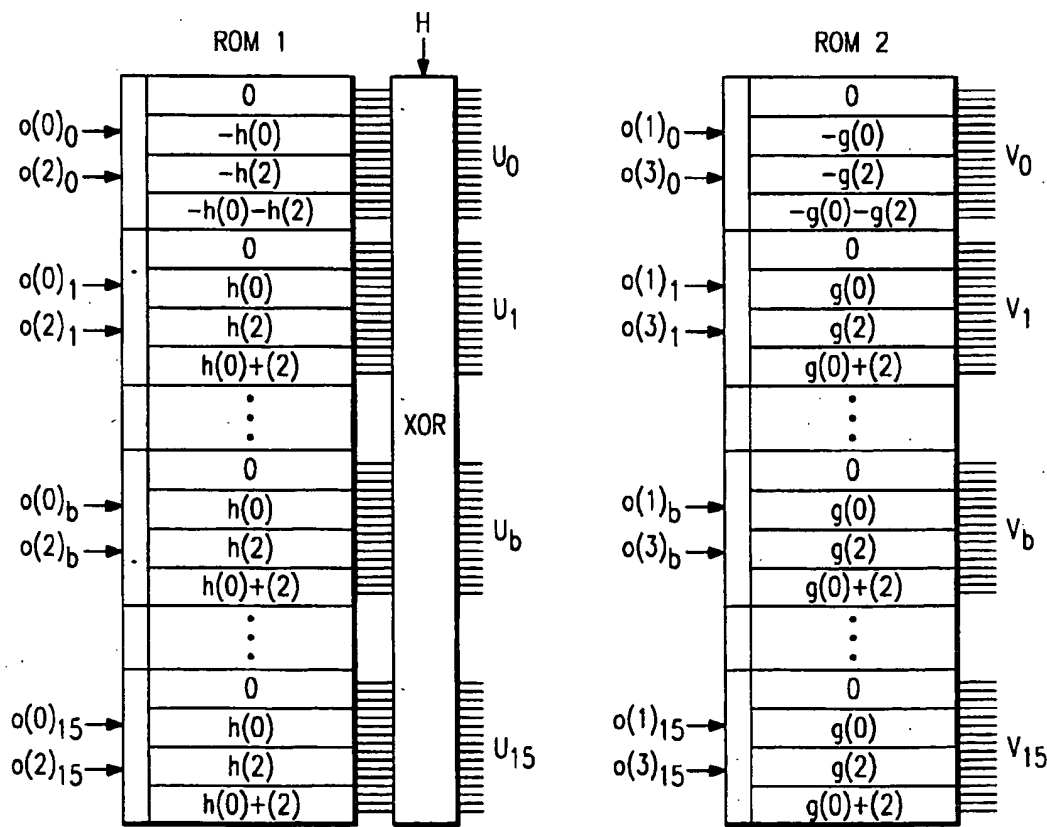 H
ROM 1
0
o(0)₀
-h(0)
o(2)₀
-h(2)
-h(0)-h(2)
U₀
0
o(0)₁
h(0)
o(2)₁
h(2)
h(0)+(2)
U₁
XOR
0
o(0)b
h(0)
o(2)b
h(2)
h(0)+(2)
Ub
0
o(0)₁₅
h(0)
o(2)₁₅
h(2)
h(0)+(2)
U₁₅
ROM 2
0
o(1)₀
-g(0)
o(3)₀
-g(2)
-g(0)-g(2)
V₀
0
o(1)₁
g(0)
o(3)₁
g(2)
g(0)+(2)
V₁
0
o(1)b
g(0)
o(3)b
g(2)
g(0)+(2)
Vb
0
o(1)₁₅
g(0)
o(3)₁₅
g(2)
g(0)+(2)
V₁₅